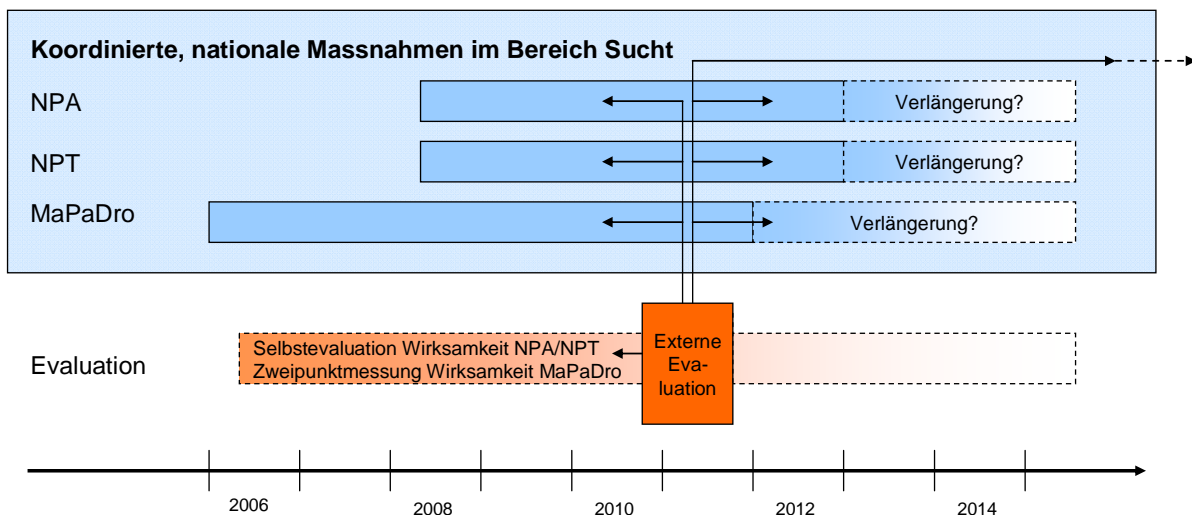 Koordinierte, nationale Massnahmen im Bereich Sucht
NPA
Verlängerung?
NPT
Verlängerung?
MaPaDro
Verlängerung?
Evaluation
Selbstevaluation Wirksamkeit NPA/NPT
Zweipunktmessung Wirksamkeit MaPaDro
Externe
Eva-
luation
2006
2008
2010
2012
2014